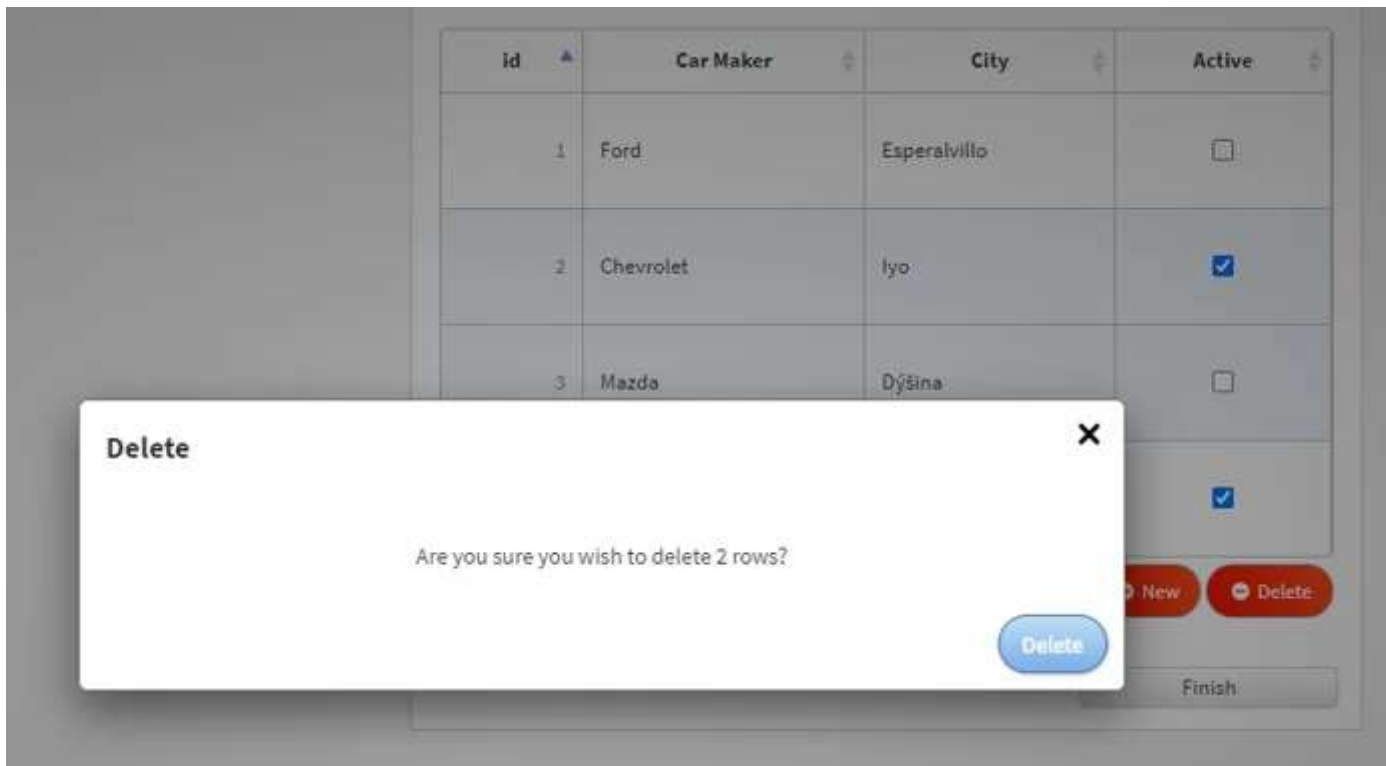 id Car Maker City Active
1 Ford Esperalvillo
2 Chevrolet Iyo
3 Mazda Dýšina
Delete
Are you sure you wish to delete 2 rows?
New Delete
Delete
Finish